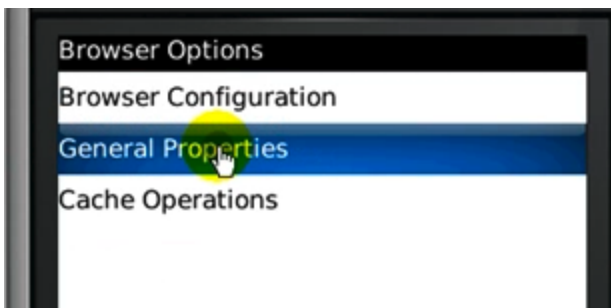 Browser Options
Browser Configuration
General Properties
Cache Operations